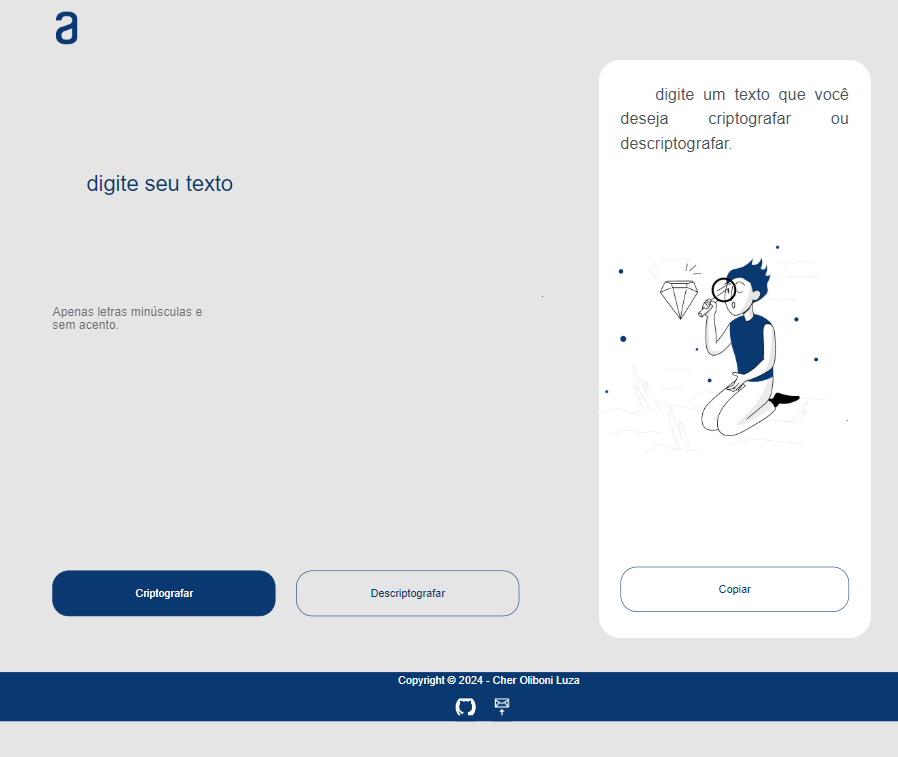 a
digite seu texto
Apenas letras minúsculas e
sem acento.
Criptografar
Descriptografar
digite um texto que você
deseja criptografar ou
descriptografar.
Copiar
Copyright © 2024 - Cher Oliboni Luza